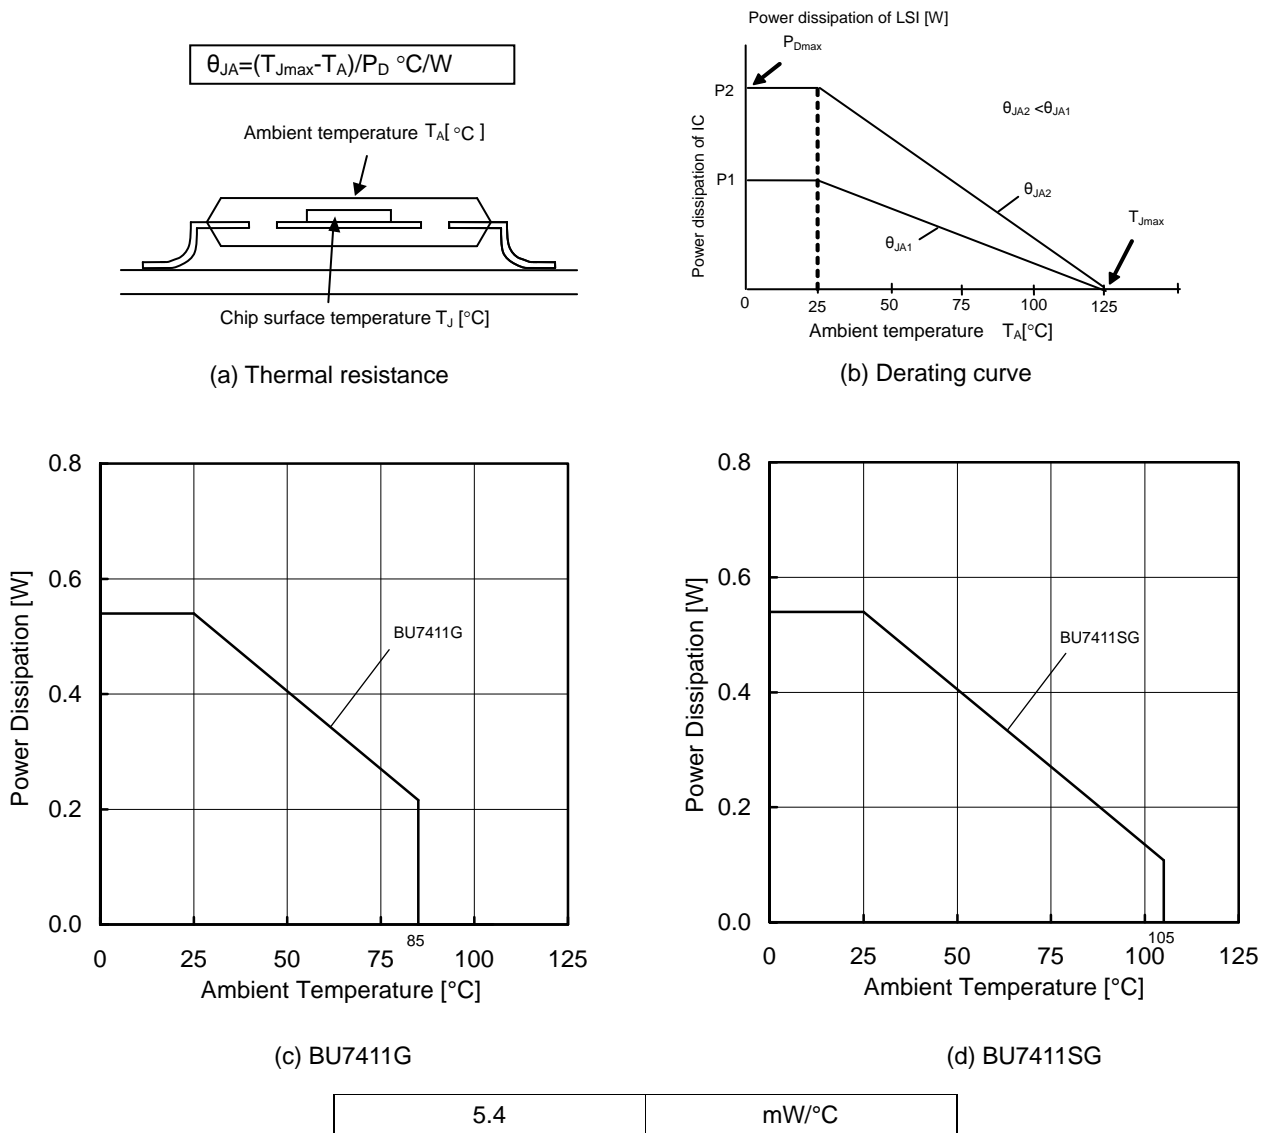 θJA=(TJmax-TA)/PD °C/W
Ambient temperature TA[ °C ]
Chip surface temperature TJ [°C]
(a) Thermal resistance
Power dissipation of LSI [W]
PDmax
P2
P1
Power dissipation of IC
θJA2 <θJA1
θJA2
θJA1
TJmax
0 25 50 75 100 125
Ambient temperature TA[°C]
(b) Derating curve
0.8
0.6
0.4
0.2
0.0
Power Dissipation [W]
BU7411G
85
0 25 50 75 100 125
Ambient Temperature [°C]
(c) BU7411G
0.8
0.6
0.4
0.2
0.0
Power Dissipation [W]
BU7411SG
105
0 25 50 75 100 125
Ambient Temperature [°C]
(d) BU7411SG
5.4 mW/°C